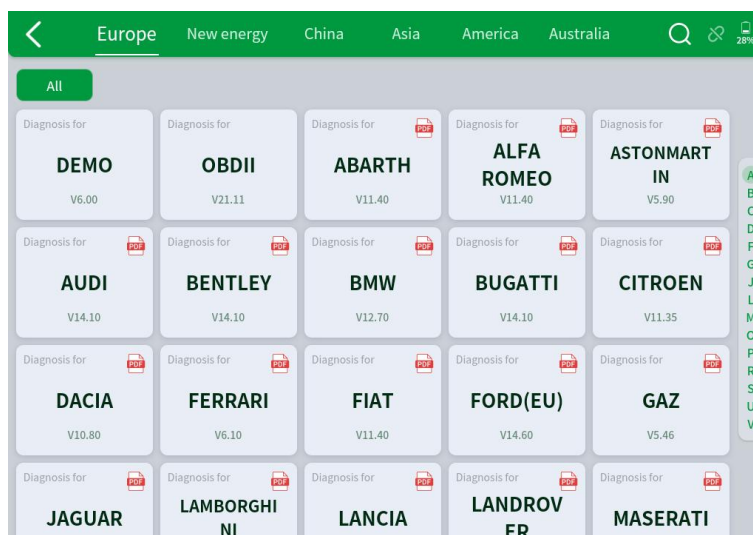 Europe New energy China Asia America Australia 28%
All
Diagnosis for Diagnosis for Diagnosis for PDF Diagnosis for PDF Diagnosis for PDF
DEMO OBDII ABARTH ALFA ROMEO ASTONMARTIN
V6.00 V21.11 V11.40 V11.40 V5.90
Diagnosis for PDF Diagnosis for PDF Diagnosis for PDF Diagnosis for PDF Diagnosis for PDF
AUDI BENTLEY BMW BUGATTI CITROEN
V14.10 V14.10 V12.70 V14.10 V11.35
Diagnosis for PDF Diagnosis for PDF Diagnosis for PDF Diagnosis for PDF Diagnosis for PDF
DACIA FERRARI FIAT FORD(EU) GAZ
V10.80 V6.10 V11.40 V14.60 V5.46
Diagnosis for PDF Diagnosis for PDF Diagnosis for PDF Diagnosis for PDF Diagnosis for PDF
JAGUAR LAMBORGHINI LANCIA LANDROVER MASERATI
A
B
C
D
F
G
J
L
M
O
P
R
S
U
V